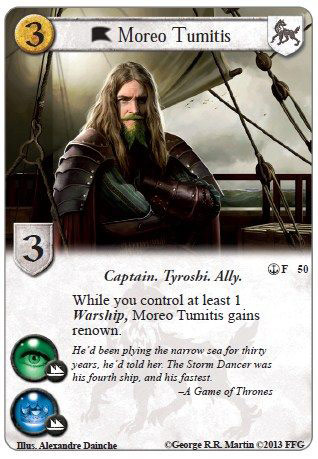 3
Moreo Tumitis
3
Captain. Tyroshi. Ally.
F 50
While you control at least 1
Warship, Moreo Tumitis gains
renown.
He'd been plying the narrow sea for thirty
years, he'd told her. The Storm Dancer was
his fourth ship, and his fastest.
–A Game of Thrones
Illus. Alexandre Dainche
©George R.R. Martin ©2013 FFG